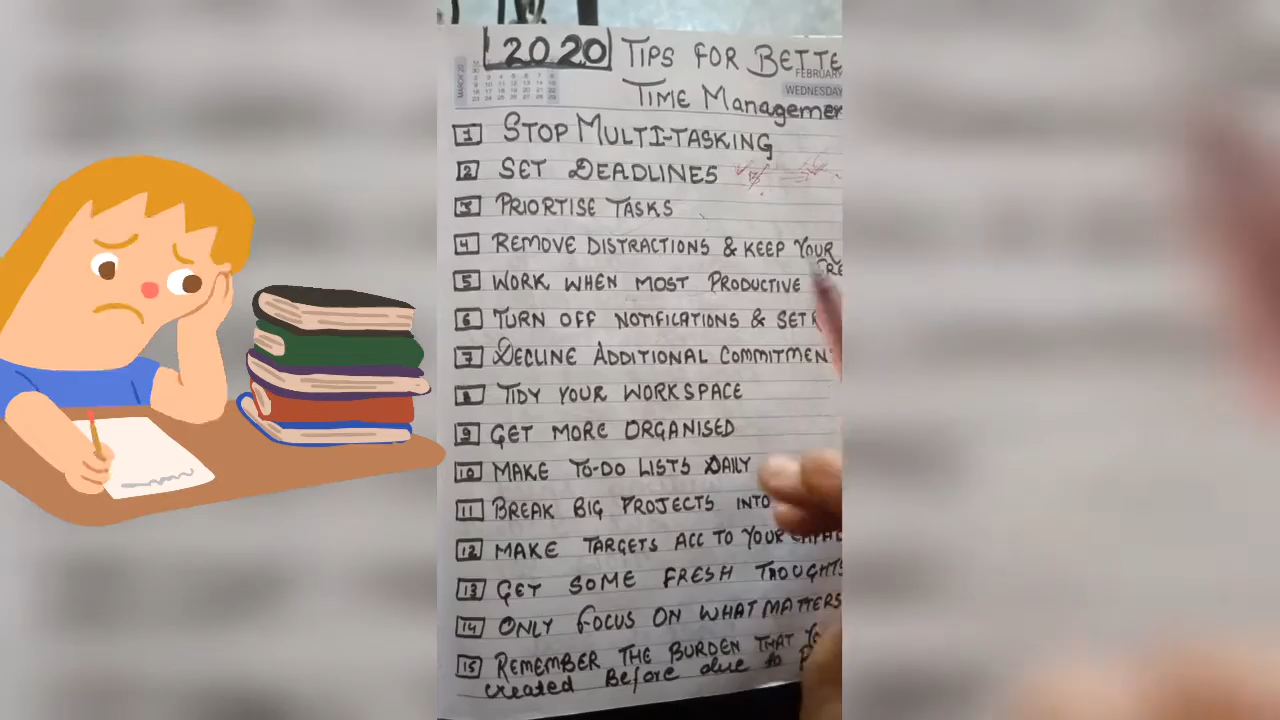 2020 TIPS FOR BETTE
FEBRUARY
WEDNESDAY
TIME Managemen
MARCH 20
1 STOP MULTI-TASKING
2 SET DEADLINES
3 PRIORTISE TASKS
4 REMOVE DISTRACTIONS & KEEP YOUR
5 WORK WHEN MOST PRODUCTIVE
6 TURN OFF NOTIFICATIONS & SET
7 DECLINE ADDITIONAL COMMITMEN
8 TIDY YOUR WORKSPACE
9 GET MORE ORGANISED
10 MAKE TO-DO LISTS DAILY
11 BREAK BIG PROJECTS INTO
12 MAKE TARGETS ACC TO YOUR
13 GET SOME FRESH THOUGHTS
14 ONLY FOCUS ON WHAT MATTERS
15 REMEMBER THE BURDEN THAT
created Before due to